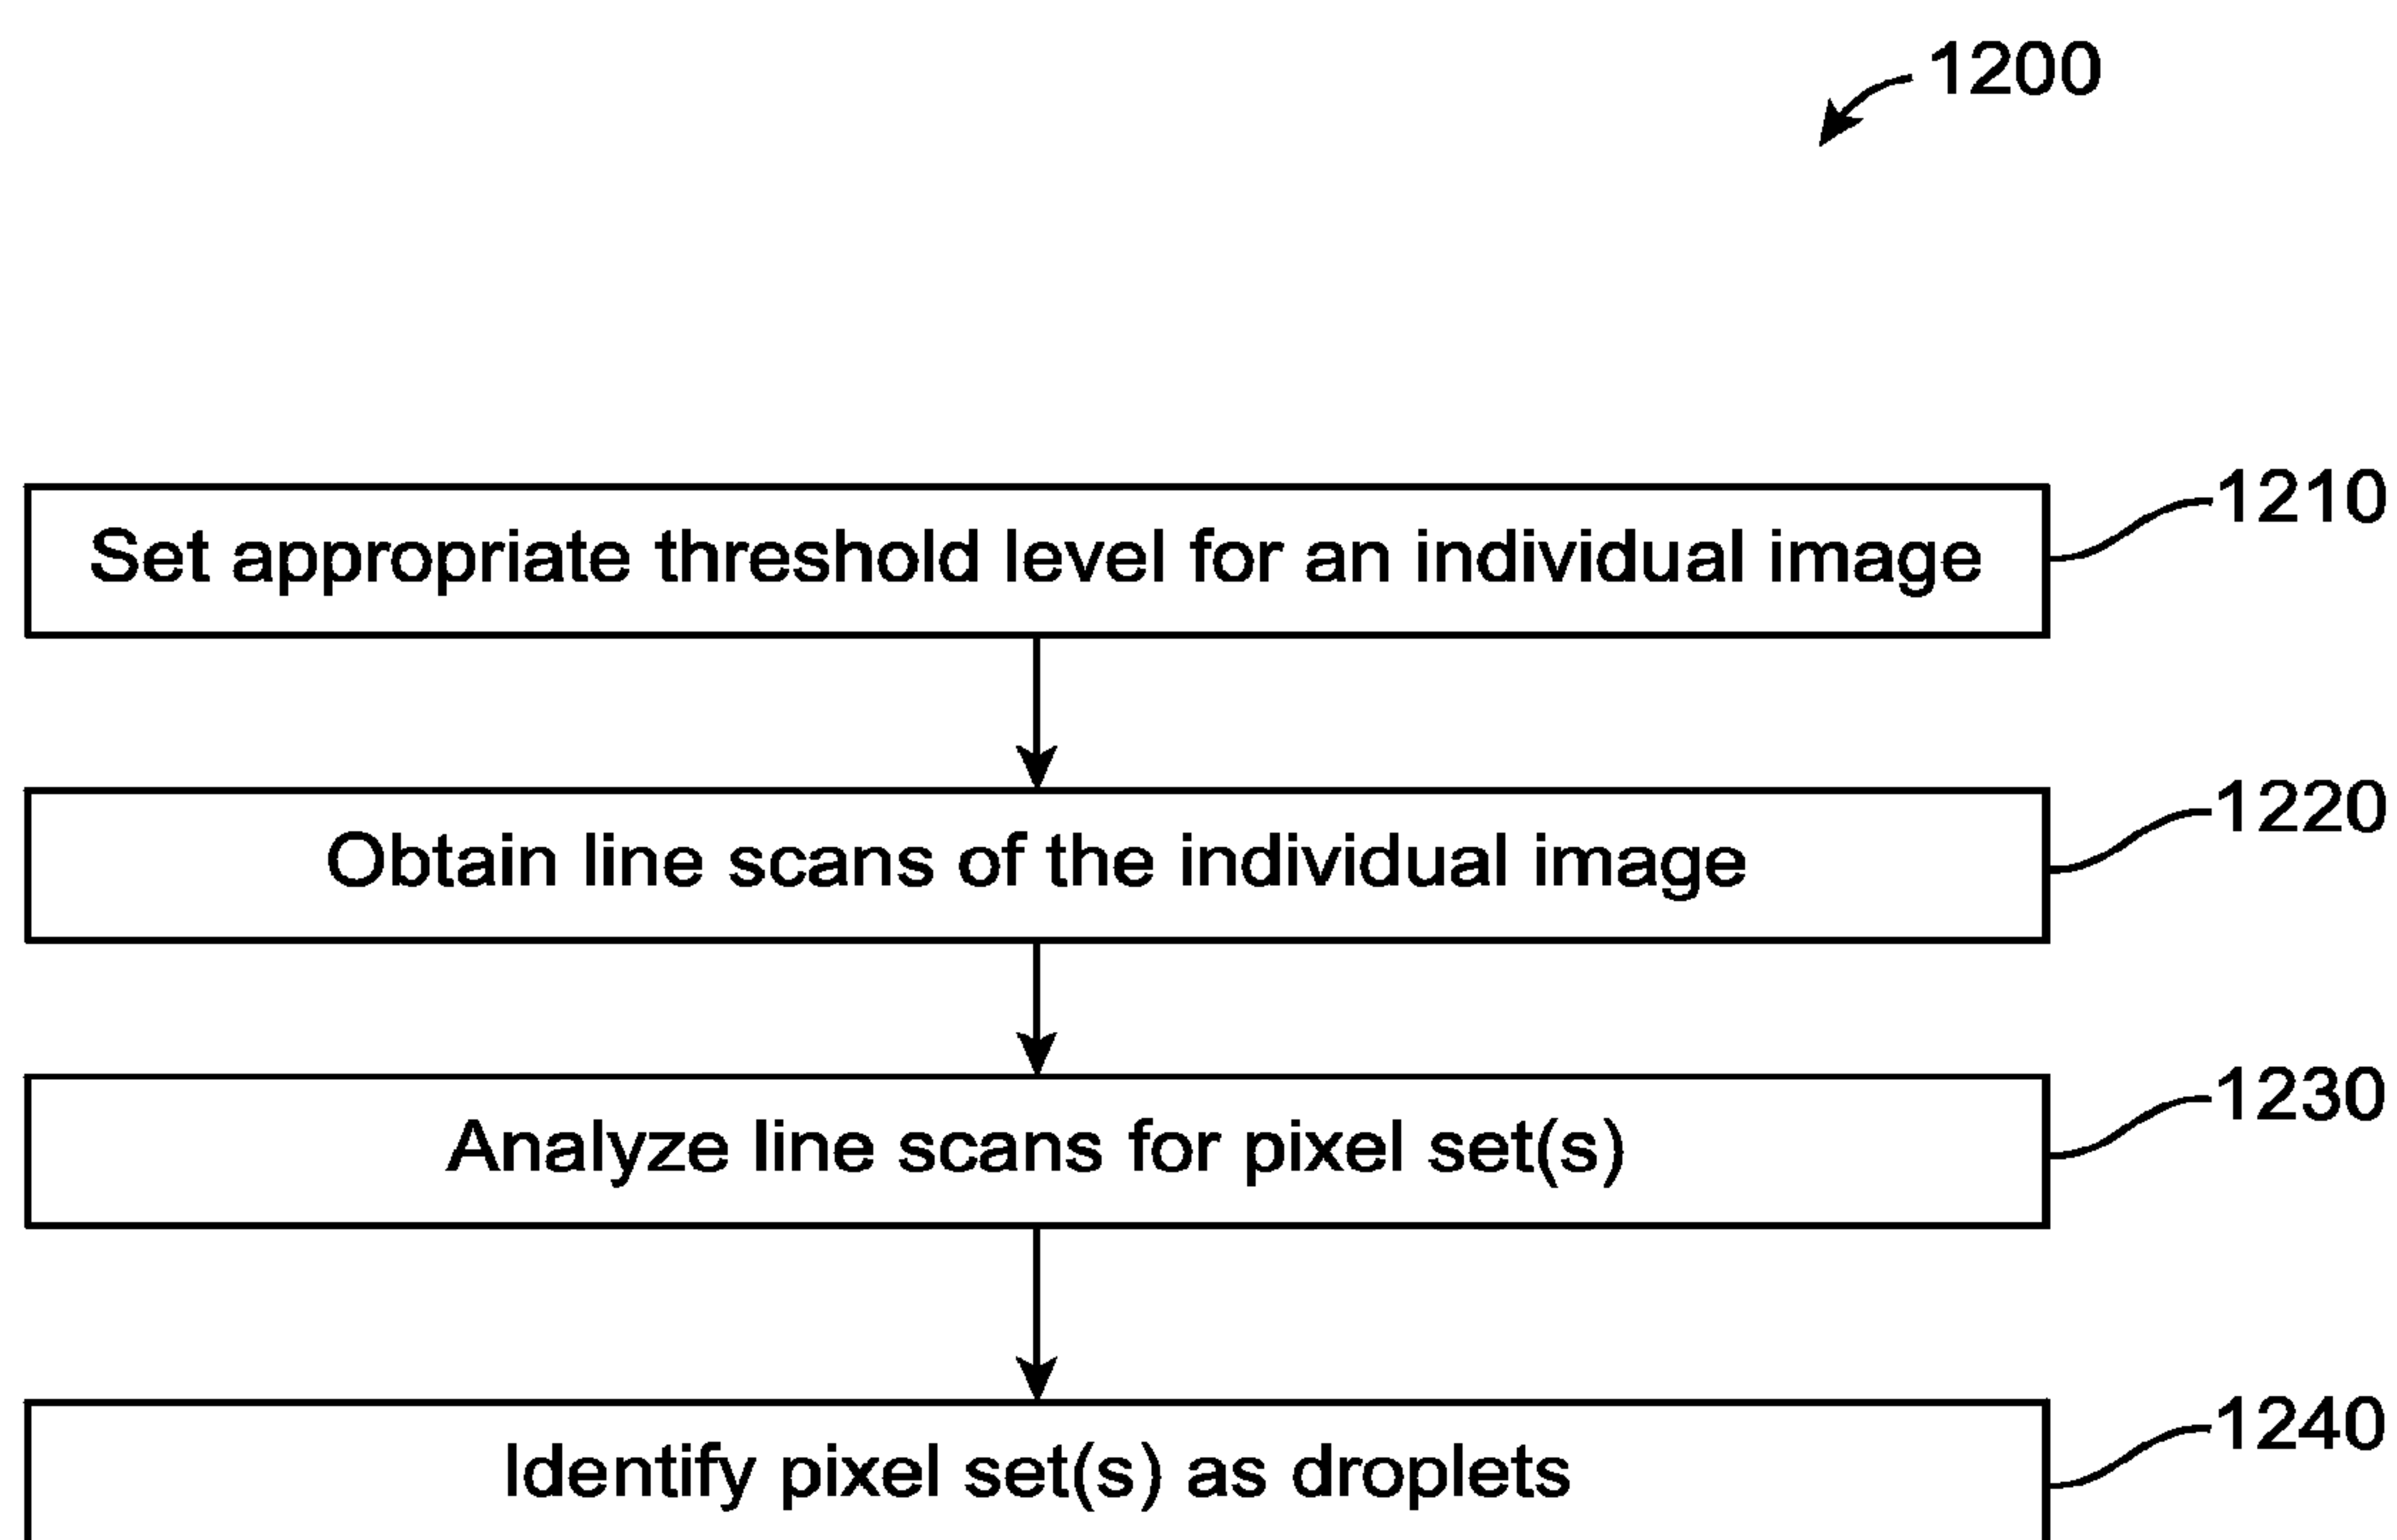 1200
Set appropriate threshold level for an individual image
1210
Obtain line scans of the individual image
1220
Analyze line scans for pixel set(s)
1230
Identify pixel set(s) as droplets
1240